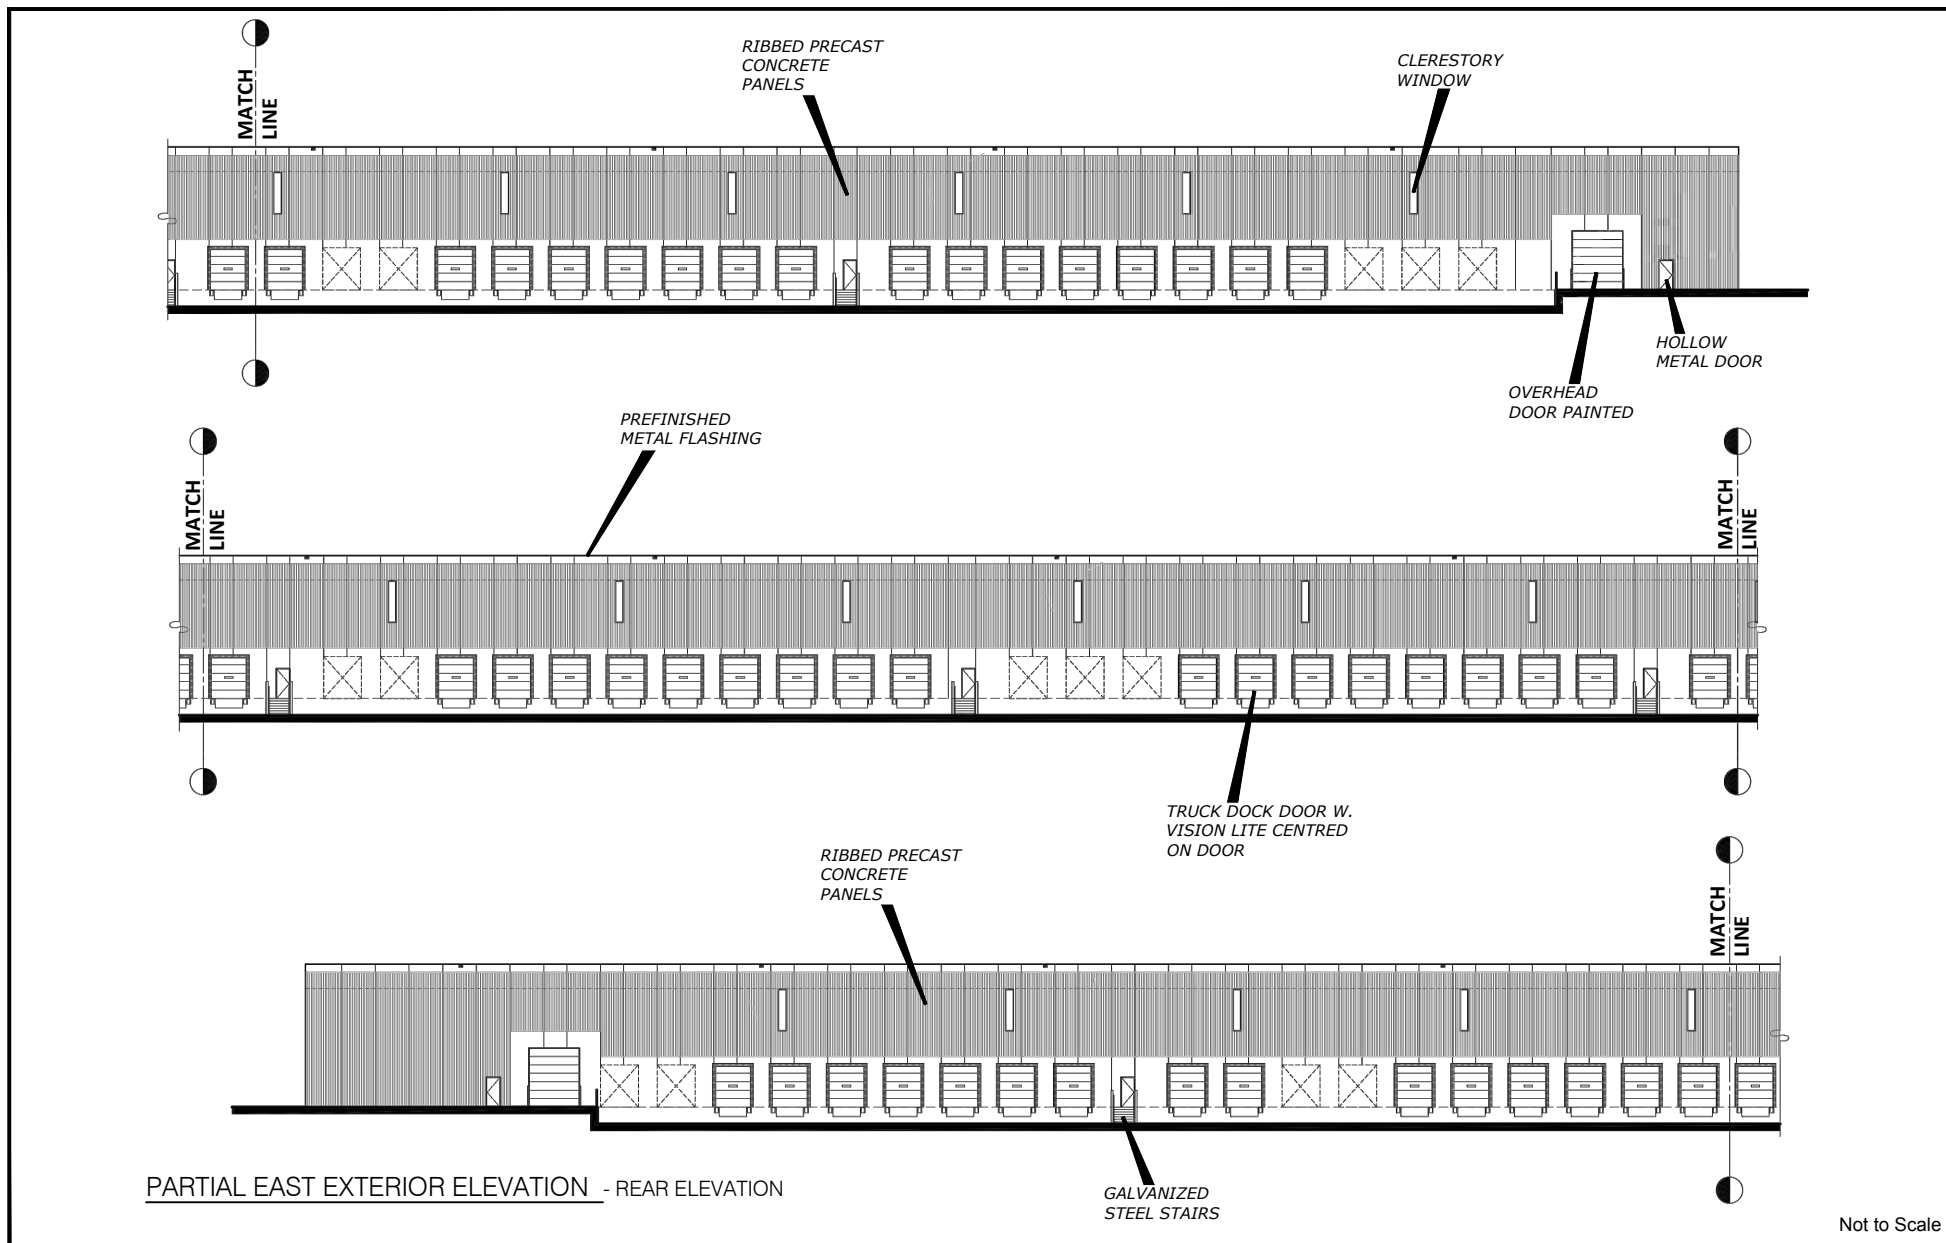 MATCH
LINE
RIBBED PRECAST
CONCRETE
PANELS
CLERESTORY
WINDOW
HOLLOW
METAL DOOR
OVERHEAD
DOOR PAINTED
PREFINISHED
METAL FLASHING
MATCH
LINE
MATCH
LINE
TRUCK DOCK DOOR W.
VISION LITE CENTRED
ON DOOR
RIBBED PRECAST
CONCRETE
PANELS
MATCH
LINE
GALVANIZED
STEEL STAIRS
PARTIAL EAST EXTERIOR ELEVATION - REAR ELEVATION
Not to Scale